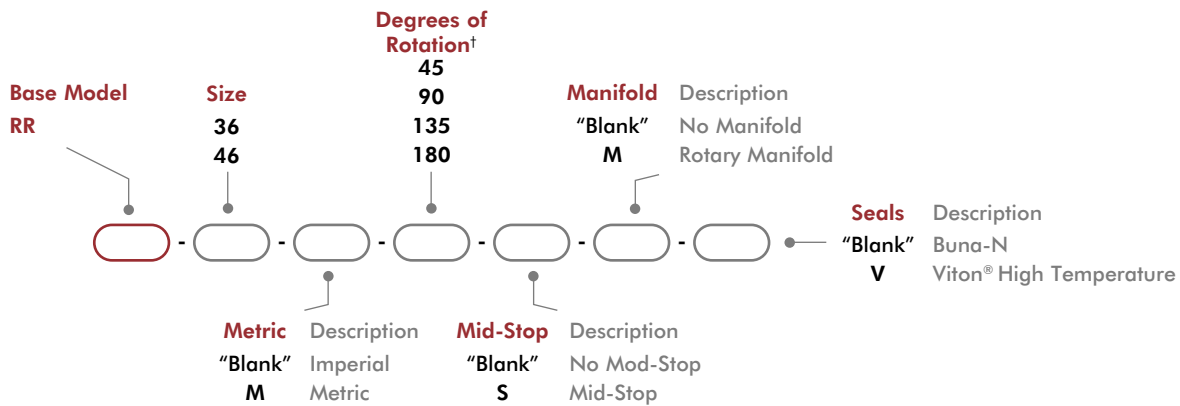 Degrees of
Rotation†
45
90
135
180
Base Model
RR
Size
36
46
Manifold Description
"Blank" No Manifold
M Rotary Manifold
- - - - - -
Seals Description
"Blank" Buna-N
V Viton® High Temperature
Metric Description
"Blank" Imperial
M Metric
Mid-Stop Description
"Blank" No Mod-Stop
S Mid-Stop